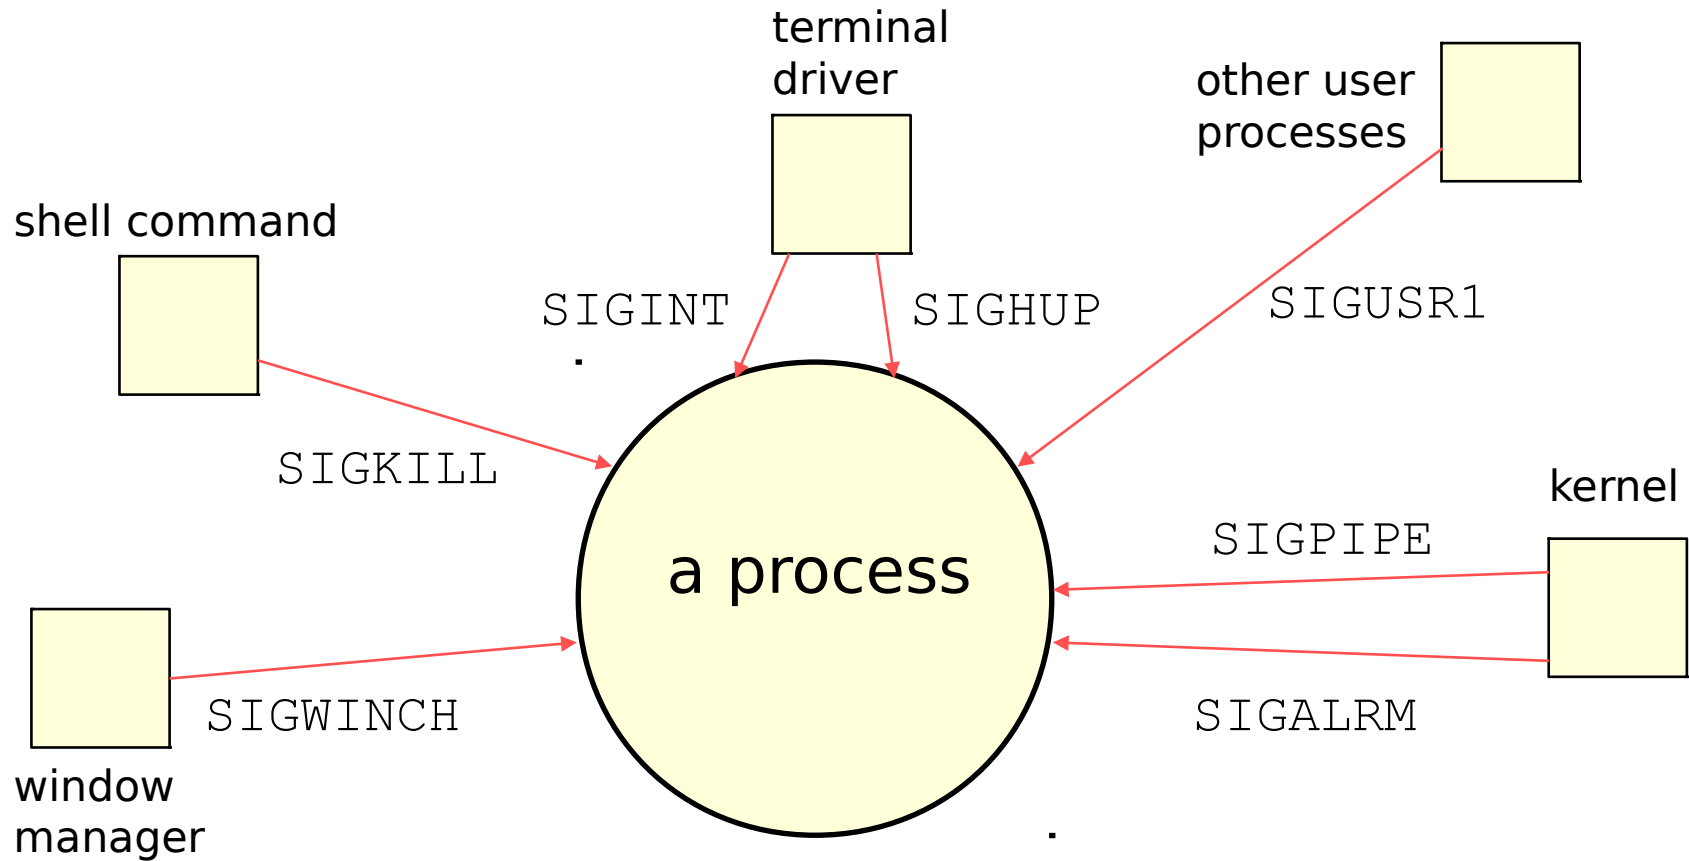 terminal
driver
other user
processes
shell command
SIGINT
SIGHUP
SIGUSR1
SIGKILL
kernel
SIGPIPE
a process
SIGWINCH
SIGALRM
window
manager